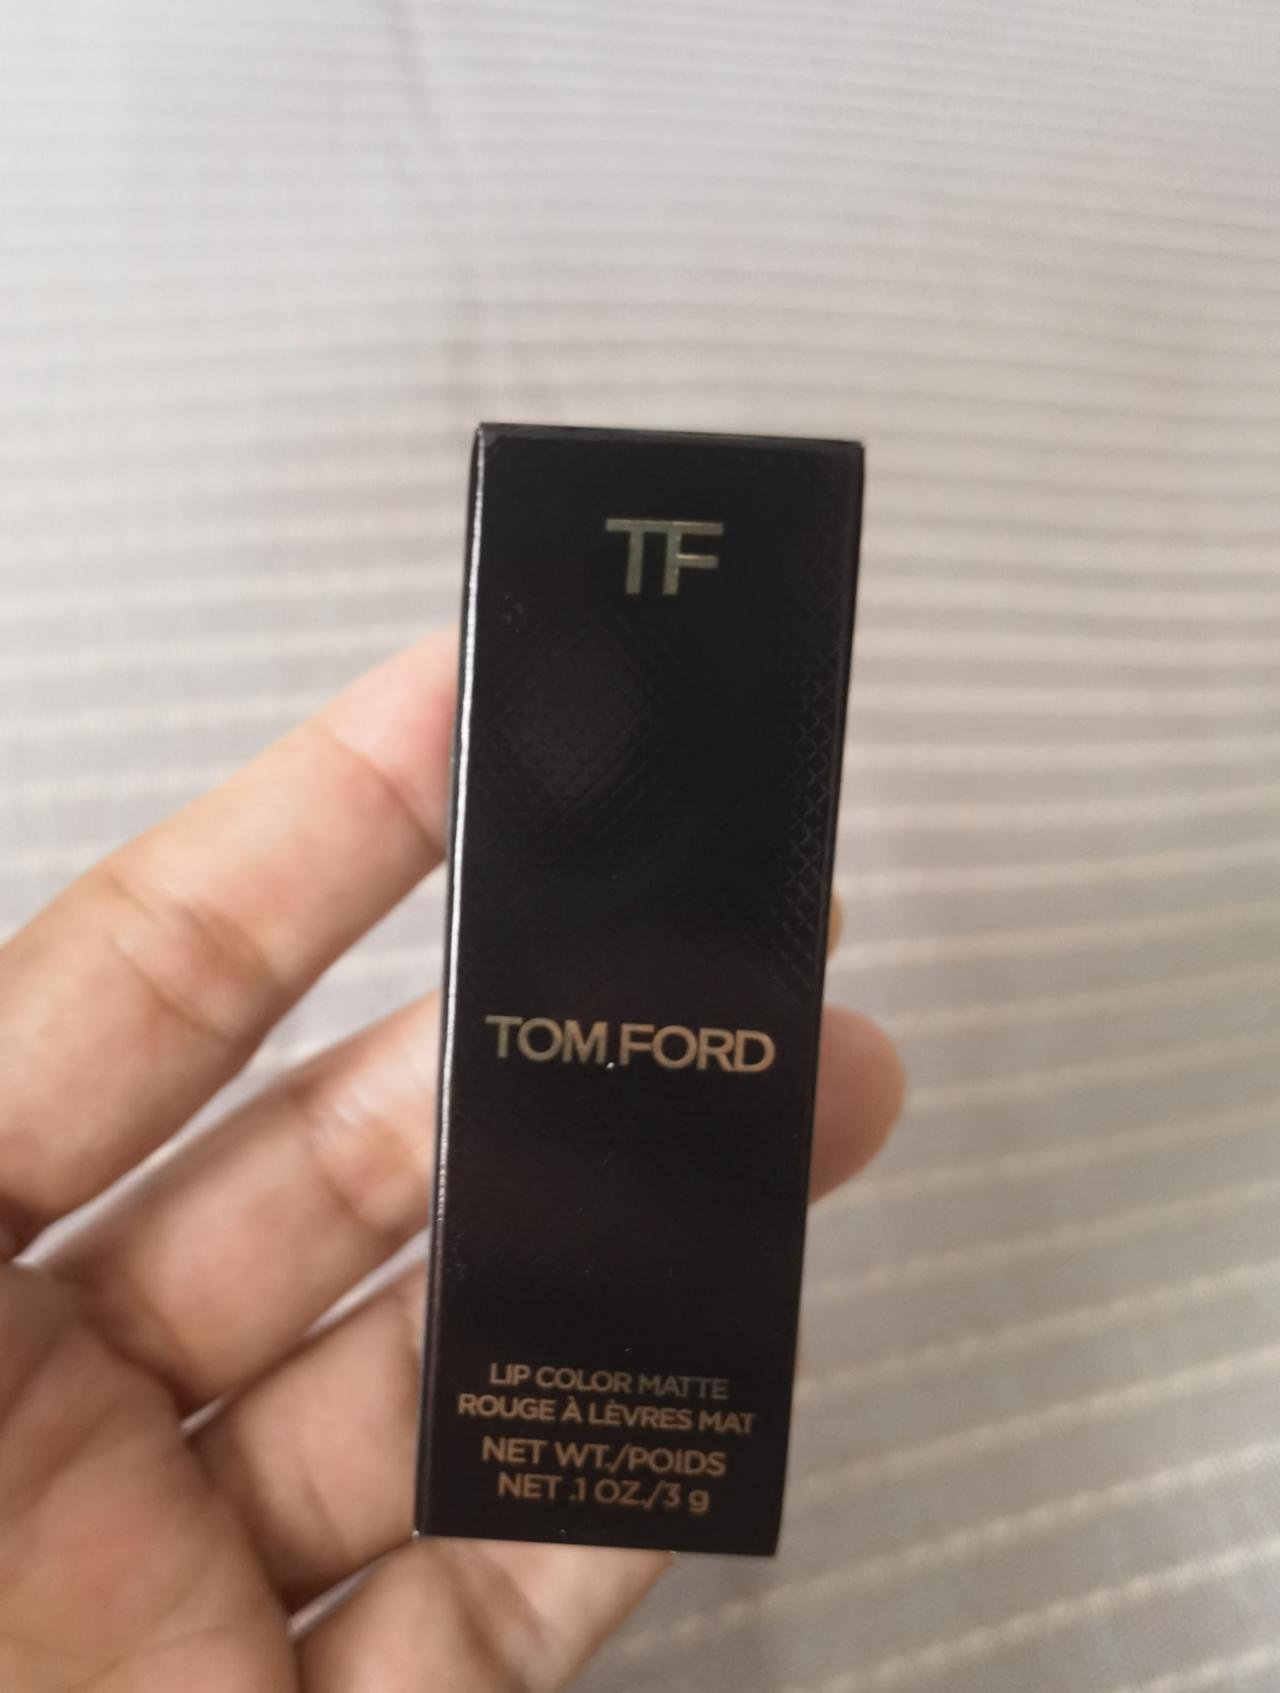 TF
TOM FORD
LIP COLOR MATTE
ROUGE À LÈVRES MAT
NET WT./POIDS
NET .1 OZ./3 g